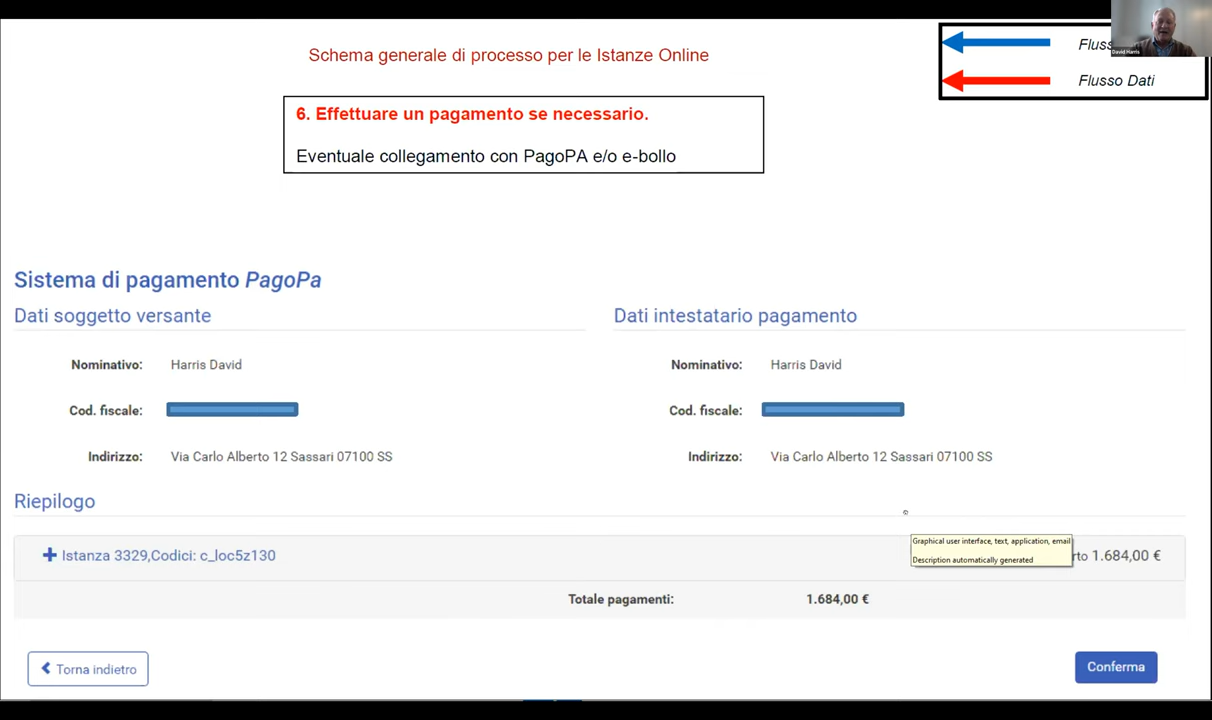 Schema generale di processo per le Istanze Online
David Harris
Flusso Dati
6. Effettuare un pagamento se necessario.
Eventuale collegamento con PagoPA e/o e-bollo
Sistema di pagamento PagoPa
Dati soggetto versante
Dati intestatario pagamento
Nominativo: Harris David
Nominativo: Harris David
Cod. fiscale:
Cod. fiscale:
Indirizzo: Via Carlo Alberto 12 Sassari 07100 SS
Indirizzo: Via Carlo Alberto 12 Sassari 07100 SS
Riepilogo
Graphical user interface, text, application, email
Description automatically generated
Istanza 3329,Codici: c_loc5z130
1.684,00 €
Totale pagamenti: 1.684,00 €
Torna indietro
Conferma